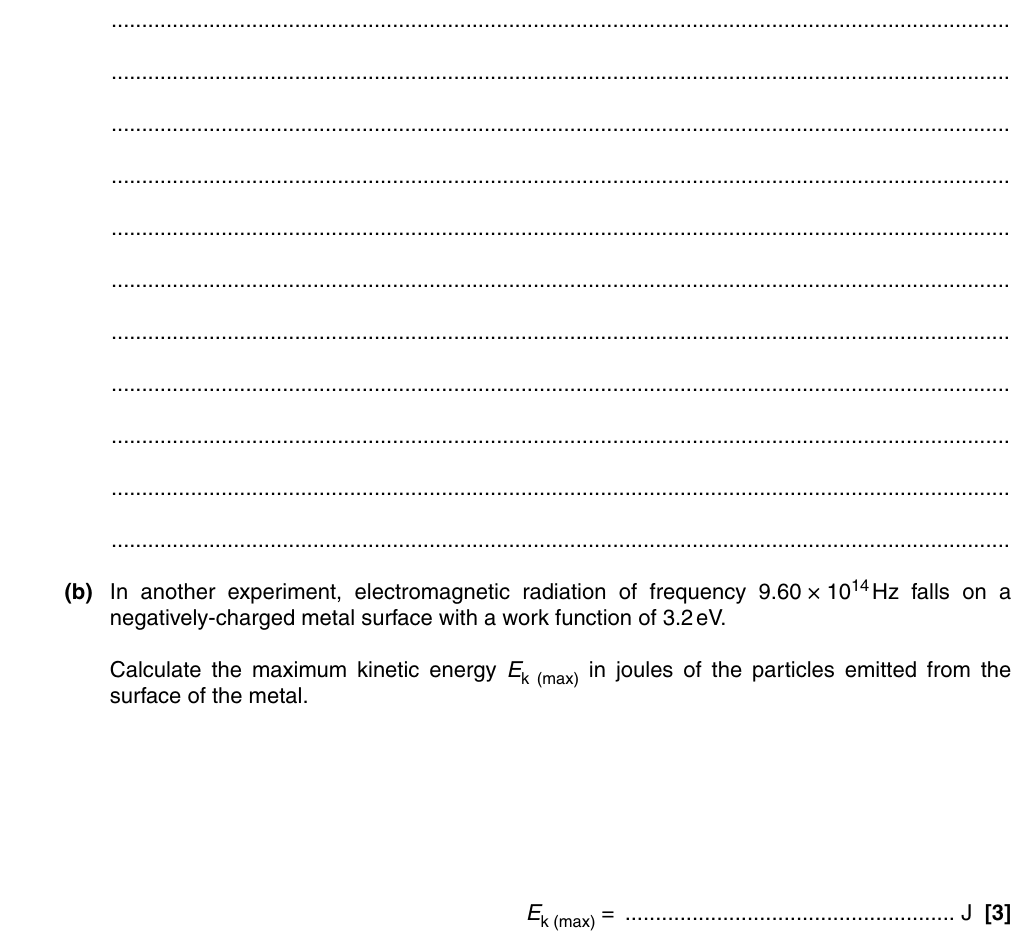 ..........................................................................................................................................
..........................................................................................................................................
..........................................................................................................................................
..........................................................................................................................................
..........................................................................................................................................
..........................................................................................................................................
..........................................................................................................................................
..........................................................................................................................................
..........................................................................................................................................
..........................................................................................................................................
..........................................................................................................................................
(b) In another experiment, electromagnetic radiation of frequency 9.60 × 10¹⁴ Hz falls on a
negatively-charged metal surface with a work function of 3.2 eV.
Calculate the maximum kinetic energy Eₖ (max) in joules of the particles emitted from the
surface of the metal.
Eₖ (max) = ...................................................... J [3]